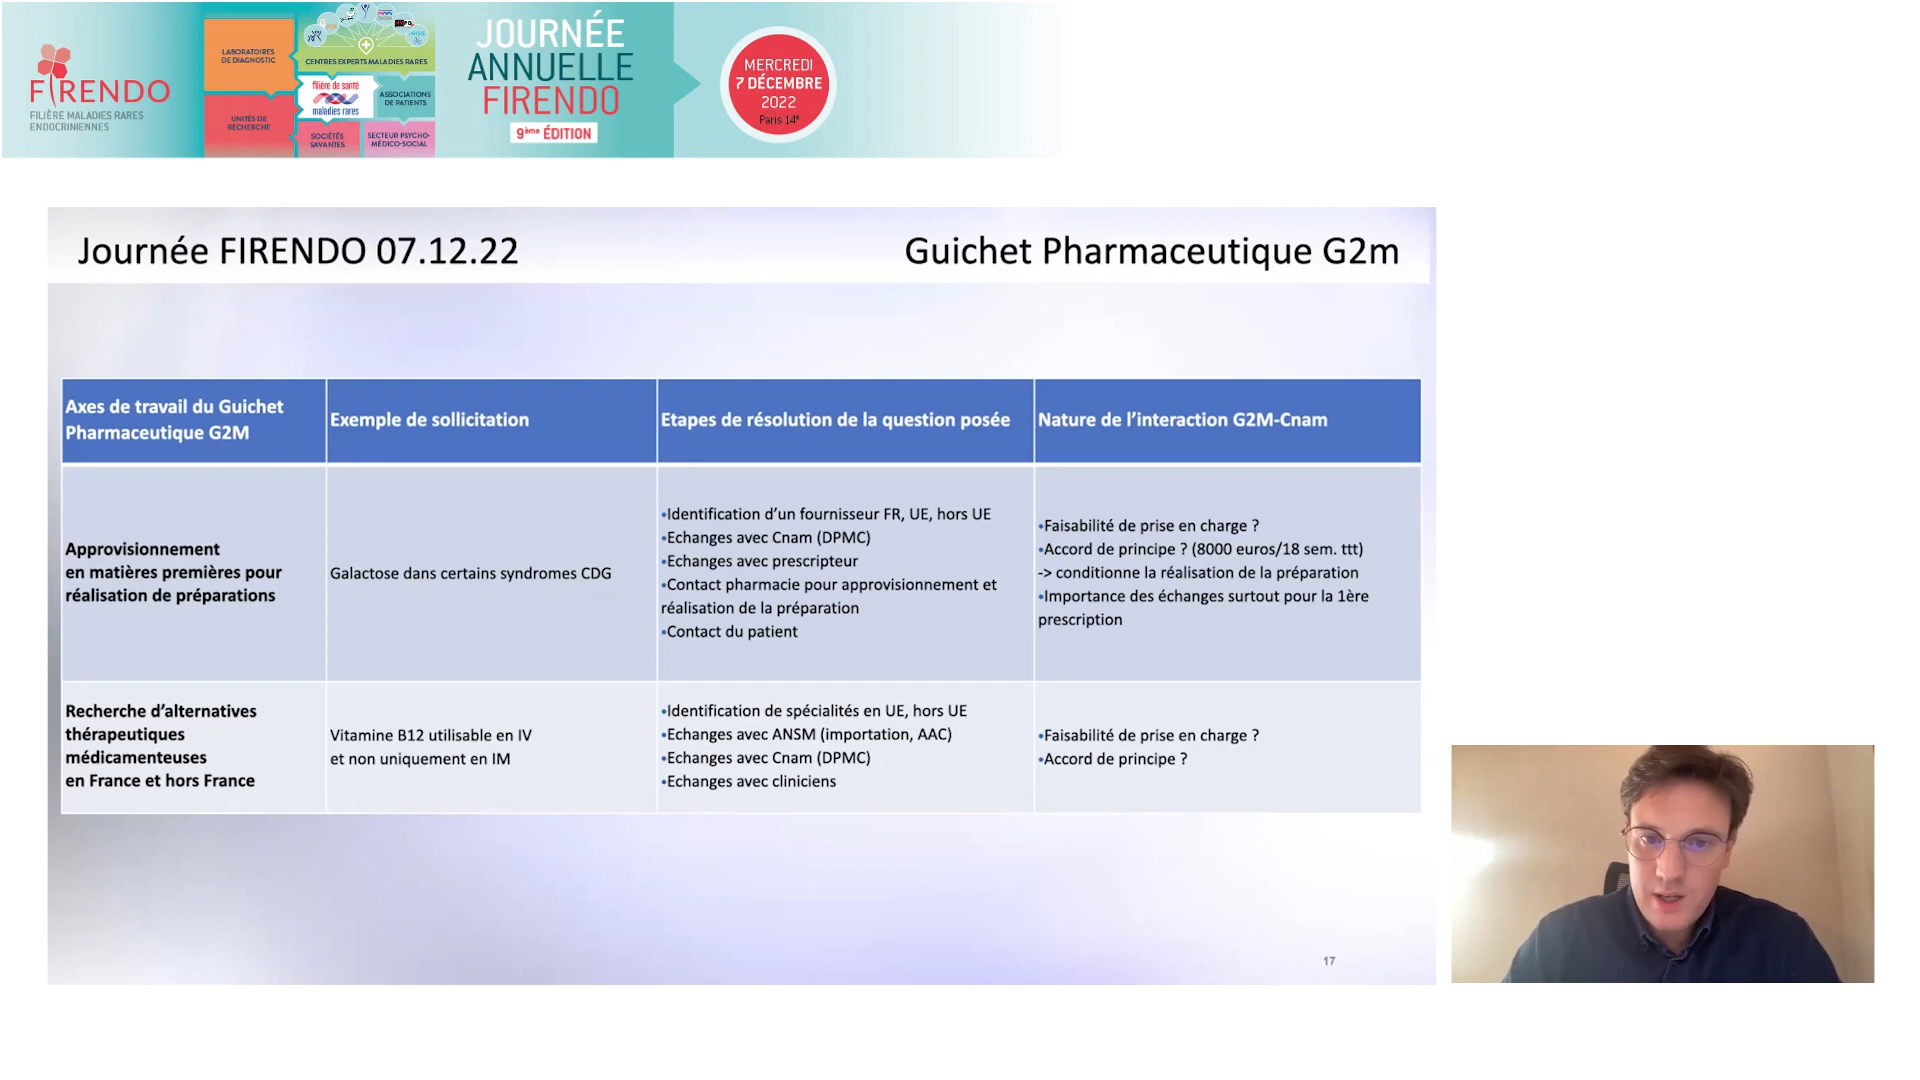 FIRENDO
FILIÈRE MALADIES RARES
ENDOCRINIENNES
LABORATOIRES
DE DIAGNOSTIC
CENTRES EXPERTS MALADIES RARES
filière de santé
maladies rares
ASSOCIATIONS
DE PATIENTS
UNITÉS DE
RECHERCHE
SOCIÉTÉS
SAVANTES
SECTEUR PSYCHO-
MÉDICO-SOCIAL
JOURNÉE
ANNUELLE
FIRENDO
9ème ÉDITION
MERCREDI
7 DÉCEMBRE
2022
Paris 14e
Journée FIRENDO 07.12.22
Guichet Pharmaceutique G2m
Axes de travail du Guichet
Pharmaceutique G2M
Exemple de sollicitation
Etapes de résolution de la question posée
Nature de l’interaction G2M-Cnam
Approvisionnement
en matières premières pour
réalisation de préparations
Galactose dans certains syndromes CDG
•Identification d’un fournisseur FR, UE, hors UE
•Echanges avec Cnam (DPMC)
•Echanges avec prescripteur
•Contact pharmacie pour approvisionnement et
réalisation de la préparation
•Contact du patient
•Faisabilité de prise en charge ?
•Accord de principe ? (8000 euros/18 sem. ttt)
-> conditionne la réalisation de la préparation
•Importance des échanges surtout pour la 1ère
prescription
Recherche d’alternatives
thérapeutiques
médicamenteuses
en France et hors France
Vitamine B12 utilisable en IV
et non uniquement en IM
•Identification de spécialités en UE, hors UE
•Echanges avec ANSM (importation, AAC)
•Echanges avec Cnam (DPMC)
•Echanges avec cliniciens
•Faisabilité de prise en charge ?
•Accord de principe ?
17